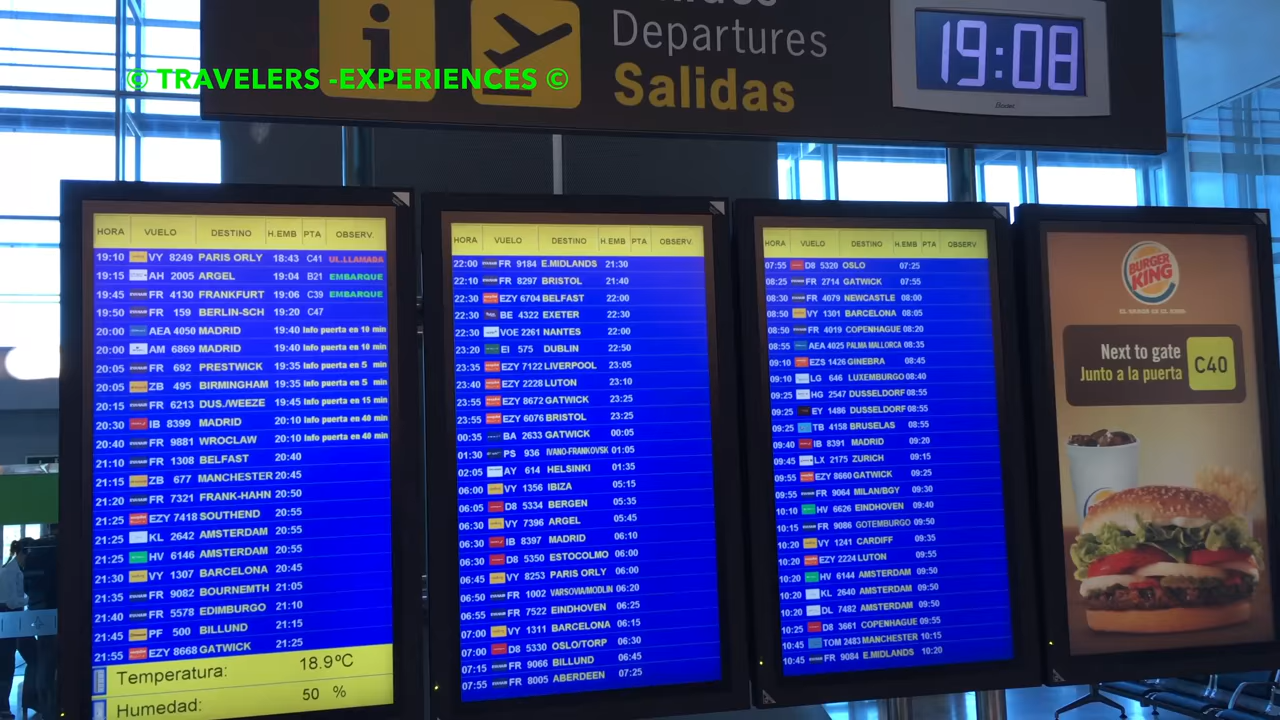 Departures
Salidas
19:08
© TRAVELERS -EXPERIENCES ©
HORA VUELO DESTINO H.EMB PTA OBSERV.
19:10 VY 8249 PARIS ORLY 18:43 C41 UL.LLAMADA
19:15 AH 2005 ARGEL 19:04 B21 EMBARQUE
19:45 FR 4130 FRANKFURT 19:06 C39 EMBARQUE
19:50 FR 159 BERLIN-SCH 19:20 C47
20:00 AEA 4050 MADRID 19:40 Info puerta en 10 min
20:00 AM 6869 MADRID 19:40 Info puerta en 10 min
20:05 FR 692 PRESTWICK 19:35 Info puerta en 5 min
20:05 ZB 495 BIRMINGHAM 19:35 Info puerta en 5 min
20:15 FR 6213 DUS./WEEZE 19:45 Info puerta en 15 min
20:30 IB 8399 MADRID 20:10 Info puerta en 40 min
20:40 FR 9881 WROCLAW 20:10 Info puerta en 40 min
21:10 FR 1308 BELFAST 20:40
21:15 ZB 677 MANCHESTER 20:45
21:20 FR 7321 FRANK-HAHN 20:50
21:25 EZY 7418 SOUTHEND 20:55
21:25 KL 2642 AMSTERDAM 20:55
21:25 HV 6146 AMSTERDAM 20:55
21:30 VY 1307 BARCELONA 20:45
21:35 FR 9082 BOURNEMTH 21:05
21:40 FR 5578 EDIMBURGO 21:10
21:45 PF 500 BILLUND 21:15
21:55 EZY 8668 GATWICK 21:25
Temperatura: 18.9ºC
Humedad: 50 %
HORA VUELO DESTINO H.EMB PTA OBSERV.
22:00 FR 9184 E.MIDLANDS 21:30
22:10 FR 8297 BRISTOL 21:40
22:30 EZY 6704 BELFAST 22:00
22:30 BE 4322 EXETER 22:30
22:30 VOE 2261 NANTES 22:00
23:20 EI 575 DUBLIN 22:50
23:35 EZY 7122 LIVERPOOL 23:05
23:40 EZY 2228 LUTON 23:10
23:55 EZY 8672 GATWICK 23:25
23:55 EZY 6076 BRISTOL 23:25
00:35 BA 2633 GATWICK 00:05
01:30 PS 936 IVANO-FRANKOVSK 01:05
02:05 AY 614 HELSINKI 01:35
06:00 VY 1356 IBIZA 05:15
06:05 D8 5334 BERGEN 05:35
06:30 VY 7396 ARGEL 05:45
06:30 IB 8397 MADRID 06:10
06:30 D8 5350 ESTOCOLMO 06:00
06:45 VY 8253 PARIS ORLY 06:00
06:50 FR 1002 VARSOVIA/MODLIN 06:20
06:55 FR 7522 EINDHOVEN 06:25
07:00 VY 1311 BARCELONA 06:15
07:00 D8 5330 OSLO/TORP 06:30
07:15 FR 9066 BILLUND 06:45
07:55 FR 8005 ABERDEEN 07:25
HORA VUELO DESTINO H.EMB PTA OBSERV.
07:55 D8 5320 OSLO 07:25
08:25 FR 2714 GATWICK 07:55
08:30 FR 4079 NEWCASTLE 08:00
08:50 VY 1301 BARCELONA 08:05
08:50 FR 4019 COPENHAGUE 08:20
08:55 AEA 4025 PALMA MALLORCA 08:35
09:10 EZS 1426 GINEBRA 08:45
09:10 LG 646 LUXEMBURGO 08:40
09:25 HG 2547 DUSSELDORF 08:55
09:25 EY 1486 DUSSELDORF 08:55
09:25 TB 4158 BRUSELAS 08:55
09:40 IB 8391 MADRID 09:20
09:45 LX 2175 ZURICH 09:15
09:55 EZY 8660 GATWICK 09:25
09:55 FR 9064 MILAN/BGY 09:30
10:10 HV 6626 EINDHOVEN 09:40
10:15 FR 9086 GOTEMBURGO 09:50
10:20 VY 1241 CARDIFF 09:35
10:20 EZY 2224 LUTON 09:55
10:20 HV 6144 AMSTERDAM 09:50
10:20 KL 2640 AMSTERDAM 09:50
10:20 DL 7482 AMSTERDAM 09:50
10:25 D8 3661 COPENHAGUE 09:55
10:45 TOM 2483 MANCHESTER 10:15
10:45 FR 9084 E.MIDLANDS 10:20
BURGER
KING
Next to gate
Junto a la puerta
C40